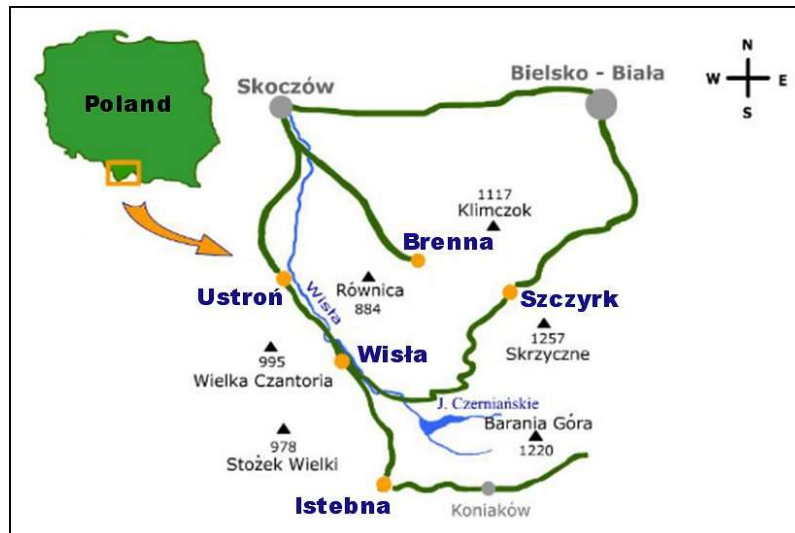 Poland
Skoczów
Bielsko - Biała
N
W
E
S
1117
Klimczok
Brenna
Ustroń
Wisła
Równica
884
Szczyrk
1257
Skrzyczne
Wisła
995
Wielka Czantoria
J. Czerniańskie
Barania Góra
1220
978
Stożek Wielki
Istebna
Koniaków